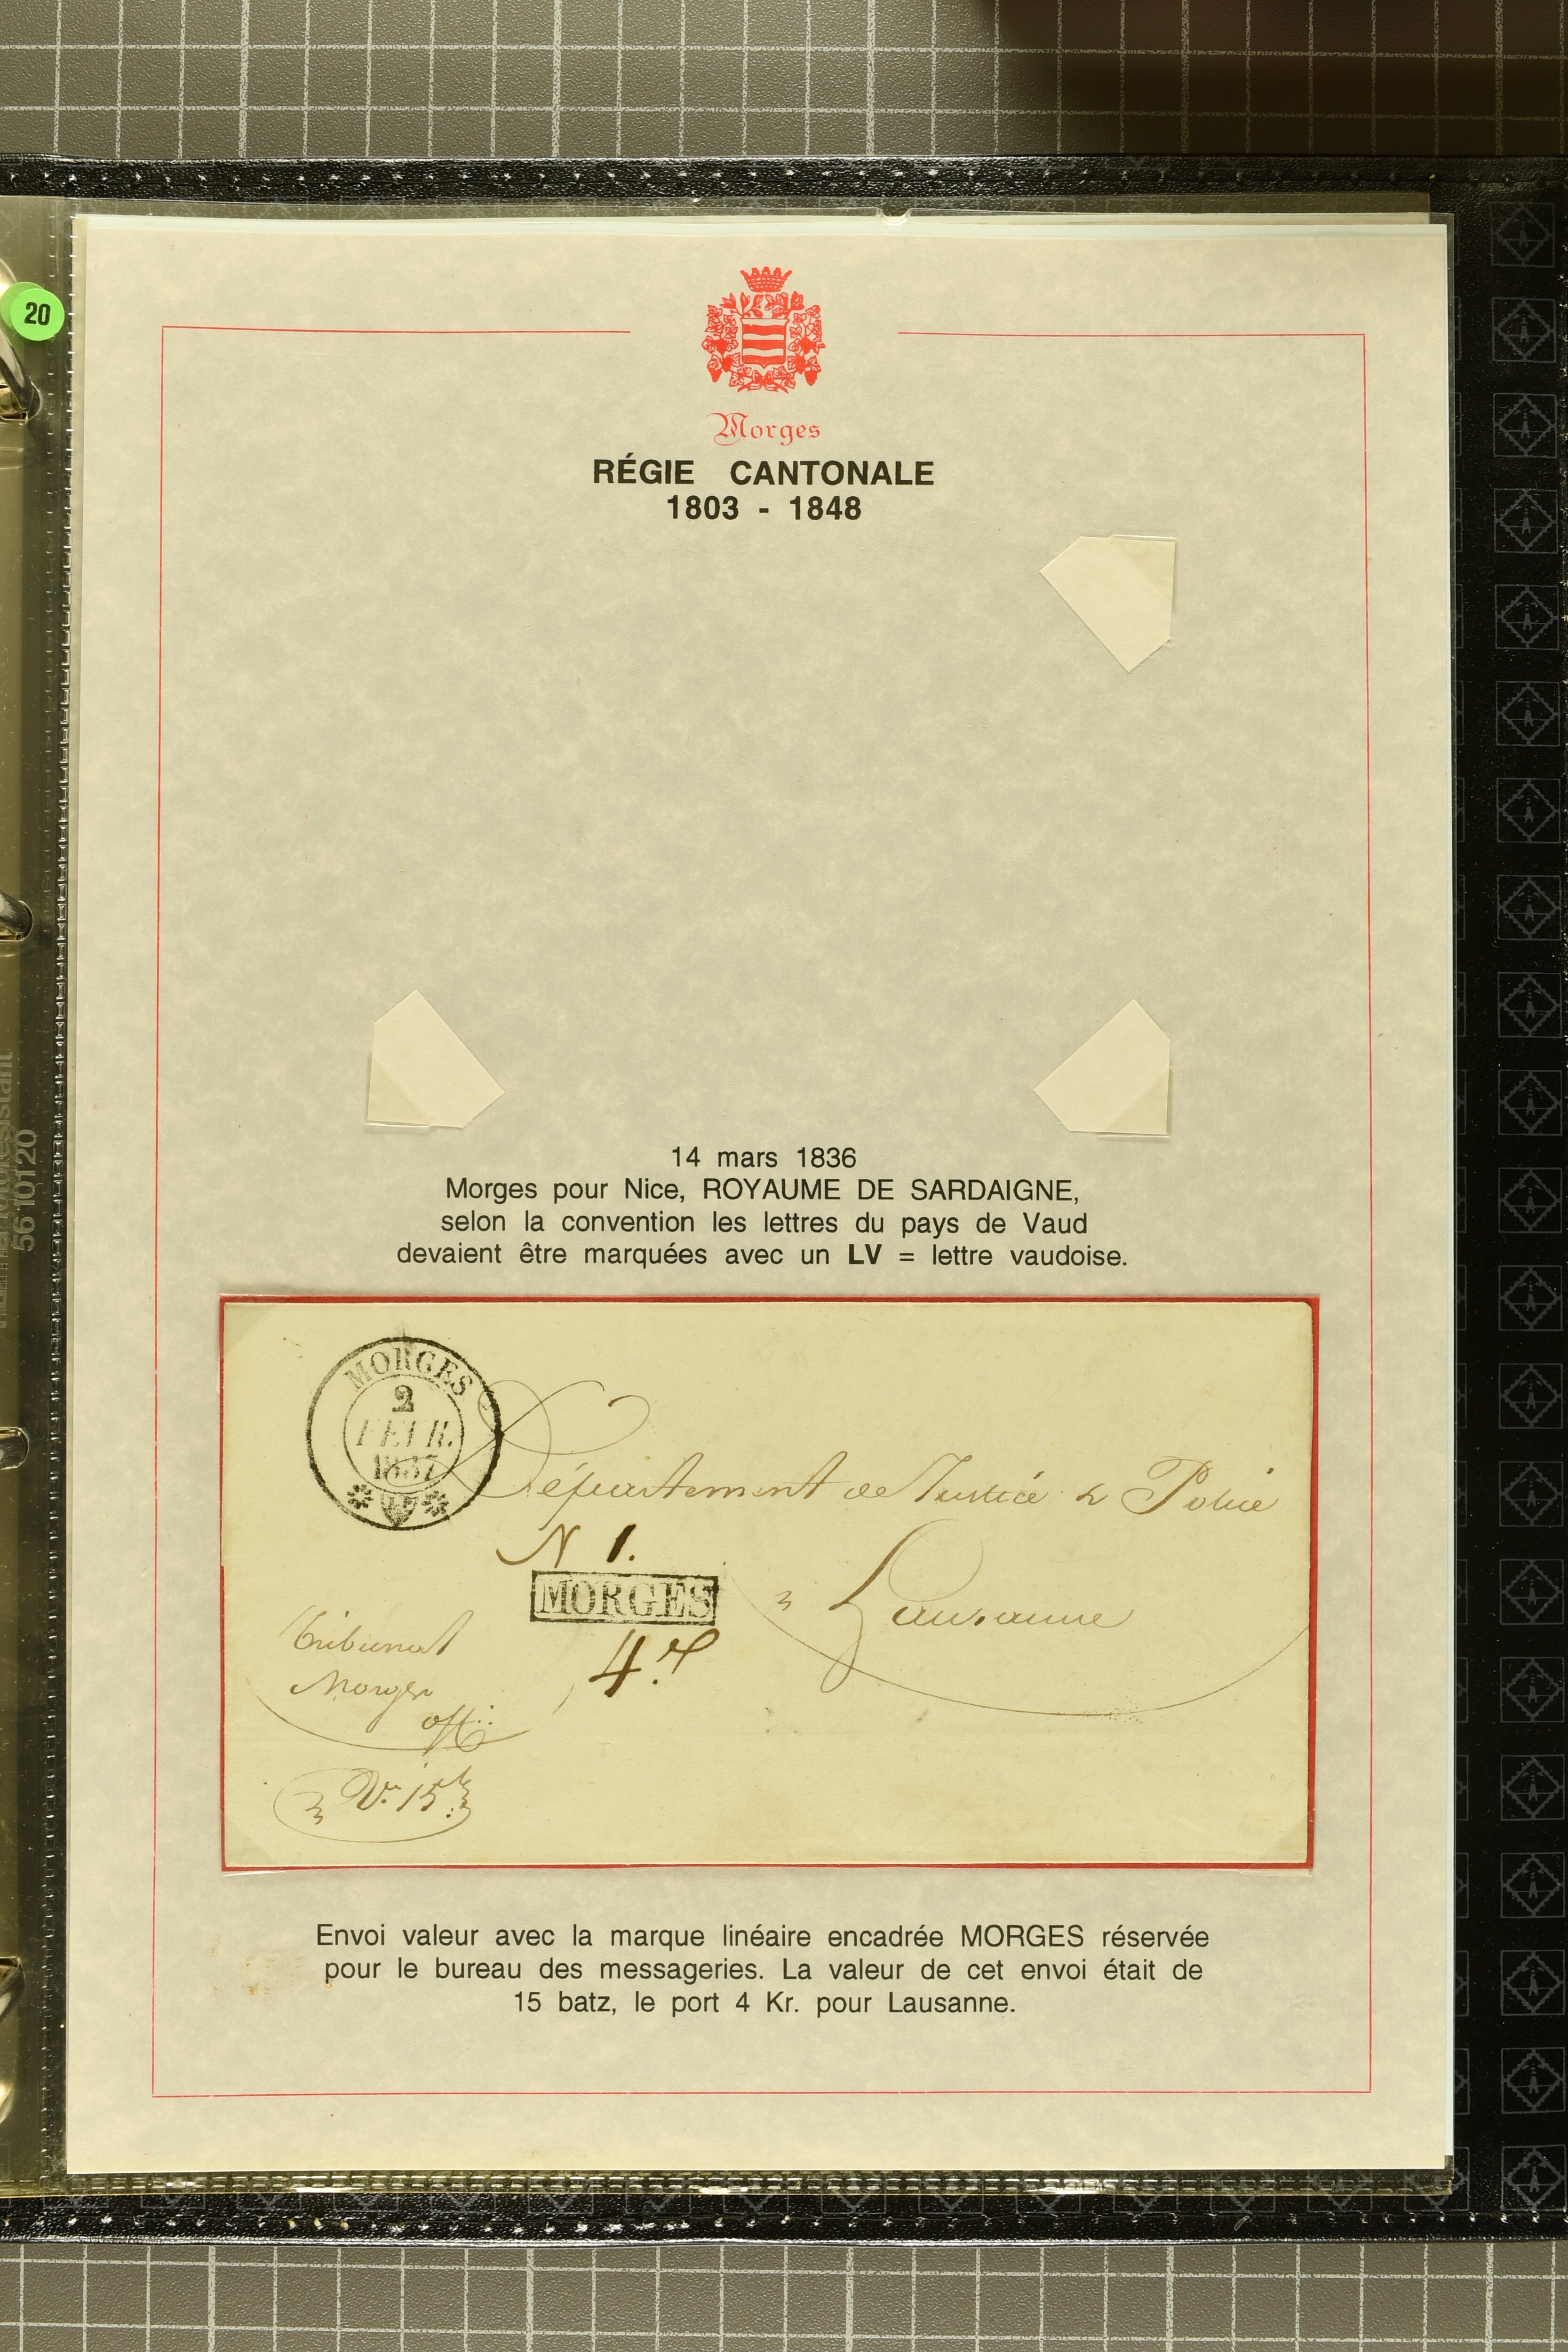 20
Morges
RÉGIE CANTONALE
1803 - 1848
14 mars 1836
Morges pour Nice, ROYAUME DE SARDAIGNE,
selon la convention les lettres du pays de Vaud
devaient être marquées avec un LV = lettre vaudoise.
MORGES
2
FEVR.
1837
Département de Justice & Police
N 1.
MORGES
à Lausanne
4.
Tribunal
Morges
off:
V: 15
Envoi valeur avec la marque linéaire encadrée MORGES réservée
pour le bureau des messageries. La valeur de cet envoi était de
15 batz, le port 4 Kr. pour Lausanne.
5610120